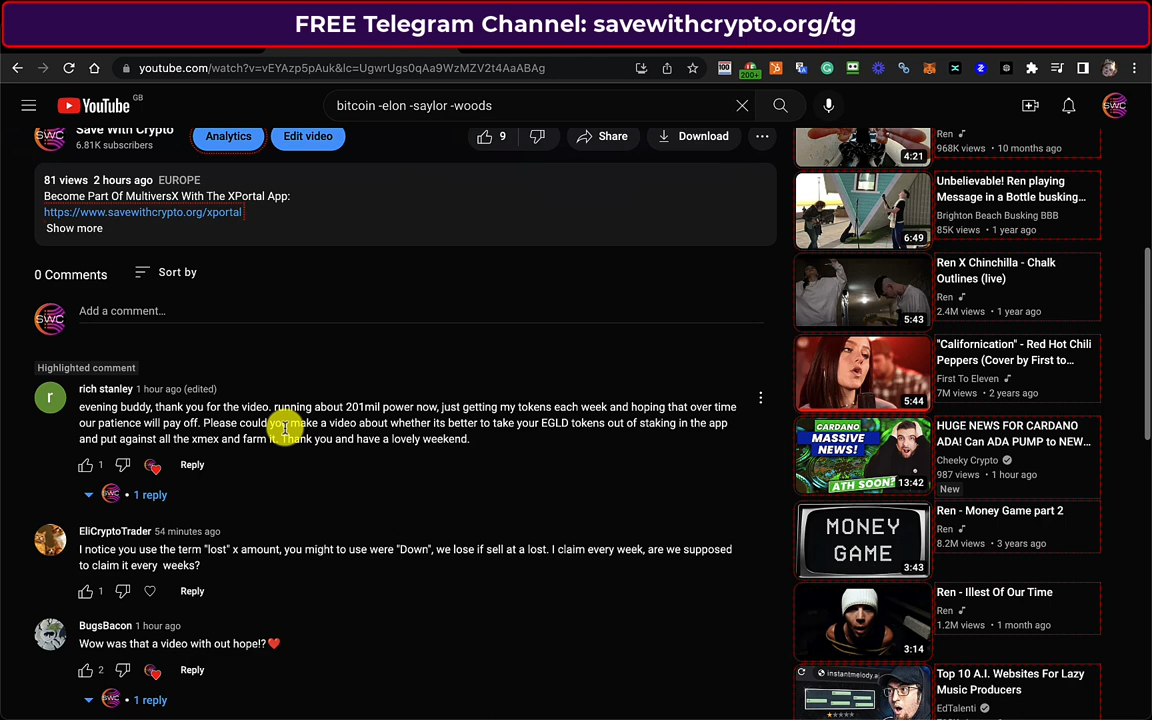 FREE Telegram Channel: savewithcrypto.org/tg
youtube.com/watch?v=vEYAzp5pAuk&lc=UgwrUgs0qAa9WzMZV2t4AaABAg
200+
YouTube GB
bitcoin -elon -saylor -woods
SWC
Save With Crypto
6.81K subscribers
Analytics
Edit video
9
Share
Download
81 views 2 hours ago EUROPE
Become Part Of MultiversX With The XPortal App:
https://www.savewithcrypto.org/xportal
Show more
0 Comments
Sort by
SWC
Add a comment...
Highlighted comment
r
rich stanley 1 hour ago (edited)
evening buddy, thank you for the video. running about 201mil power now, just getting my tokens each week and hoping that over time
our patience will pay off. Please could you make a video about whether its better to take your EGLD tokens out of staking in the app
and put against all the xmex and farm it. Thank you and have a lovely weekend.
1
Reply
SWC • 1 reply
EliCryptoTrader 54 minutes ago
I notice you use the term "lost" x amount, you might to use were "Down", we lose if sell at a lost. I claim every week, are we supposed
to claim it every weeks?
1
Reply
BugsBacon 1 hour ago
Wow was that a video with out hope!?❤️
2
Reply
SWC • 1 reply
4:21
Ren
968K views • 10 months ago
6:49
Unbelievable! Ren playing
Message in a Bottle busking...
Brighton Beach Busking BBB
85K views • 1 year ago
5:43
Ren X Chinchilla - Chalk
Outlines (live)
Ren
2.4M views • 1 year ago
5:44
"Californication" - Red Hot Chili
Peppers (Cover by First to...
First To Eleven
7M views • 2 years ago
CARDANO
MASSIVE
NEWS!
ATH SOON?
13:42
HUGE NEWS FOR CARDANO
ADA! Can ADA PUMP to NEW...
Cheeky Crypto
987 views • 1 hour ago
New
MONEY
GAME
3:43
Ren - Money Game part 2
Ren
8.2M views • 3 years ago
3:14
Ren - Illest Of Our Time
Ren
1.2M views • 1 month ago
instantmelody.a
Top 10 A.I. Websites For Lazy
Music Producers
EdTalenti